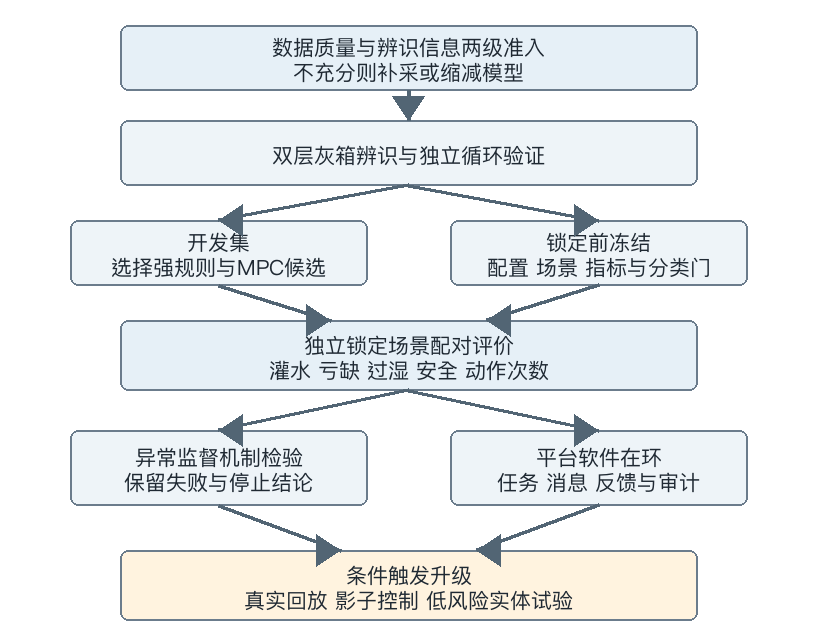 数据质量与辨识信息两级准入
不充分则补采或缩减模型
双层灰箱辨识与独立循环验证
开发集
选择强规则与MPC候选
锁定前冻结
配置 场景 指标与分类门
独立锁定场景配对评价
灌水 亏缺 过湿 安全 动作次数
异常监督机制检验
保留失败与停止结论
平台软件在环
任务 消息 反馈与审计
条件触发升级
真实回放 影子控制 低风险实体试验